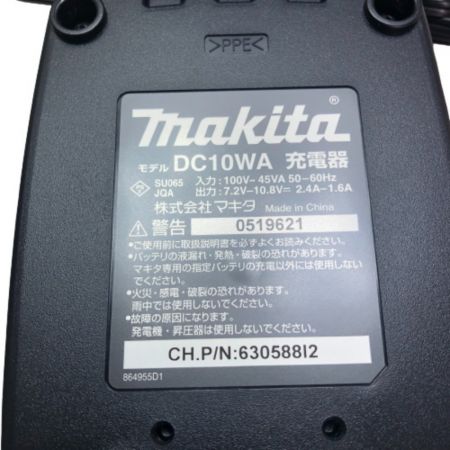 >PPE<
makita®
モデル DC10WA 充電器
SU065 入力：100V~ 45VA 50-60Hz
JQA 出力：7.2V-10.8V⎓ 2.4A-1.6A
株式会社マキタ Made in China
⚠警告 0519621
•ご使用前に取扱説明書を必ずよくお読みください。
•バッテリの液漏れ・発熱・破裂の恐れがあります。
マキタ専用の指定バッテリの充電以外には使用しない
でください。
•火災・感電・破裂の恐れがあります。
雨中では使用しないでください。
•故障の原因になります。
発電機・昇圧器は使用しないでください。
CH.P/N:630588I2
864955D1